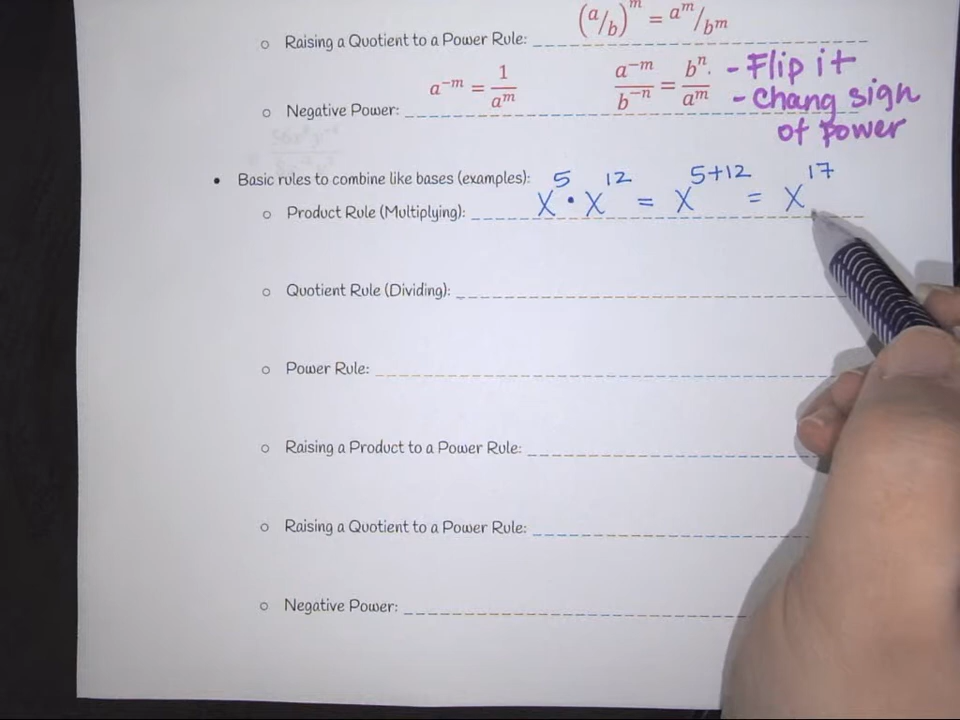 (a/b)^m = a^m/b^m
○ Raising a Quotient to a Power Rule:
○ Negative Power: a^{-m} = 1/a^m    a^{-m}/b^{-n} = b^n/a^m.
- Flip it
- Chang sign
of power
• Basic rules to combine like bases (examples):
○ Product Rule (Multiplying): x^5 · x^12 = x^{5+12} = x^17
○ Quotient Rule (Dividing):
○ Power Rule:
○ Raising a Product to a Power Rule:
○ Raising a Quotient to a Power Rule:
○ Negative Power: